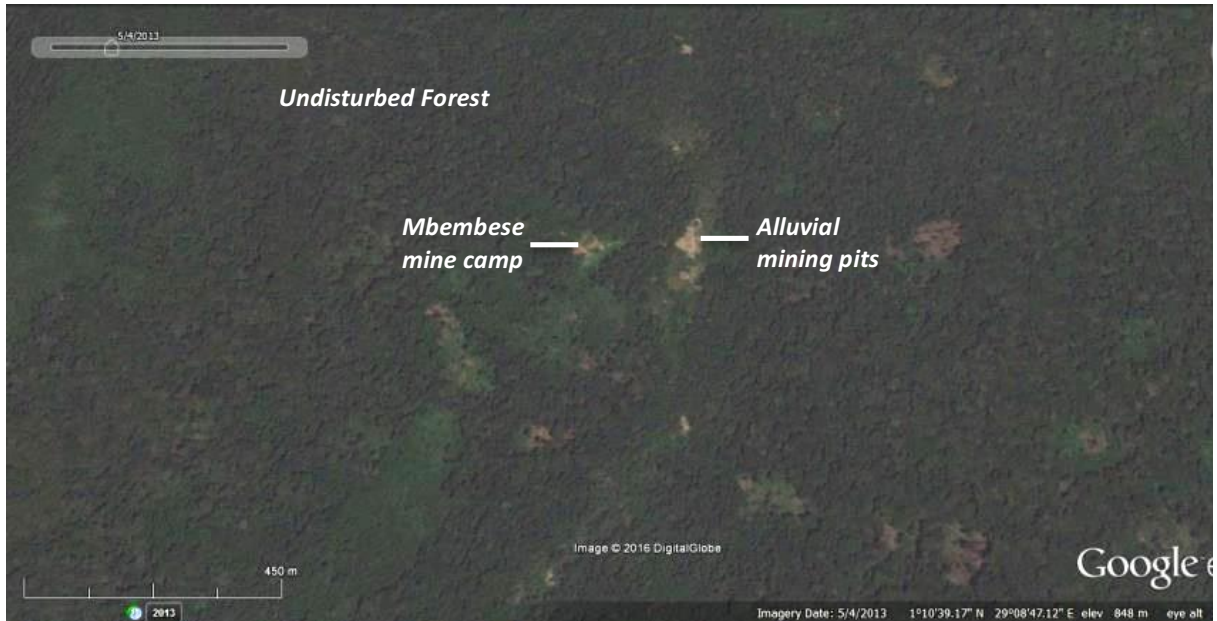 5/4/2013
Undisturbed Forest
Mbembese
mine camp
Alluvial
mining pits
Image © 2016 DigitalGlobe
Google e
450 m
2013
Imagery Date: 5/4/2013 1°10'39.17" N 29°08'47.12" E elev 848 m eye alt